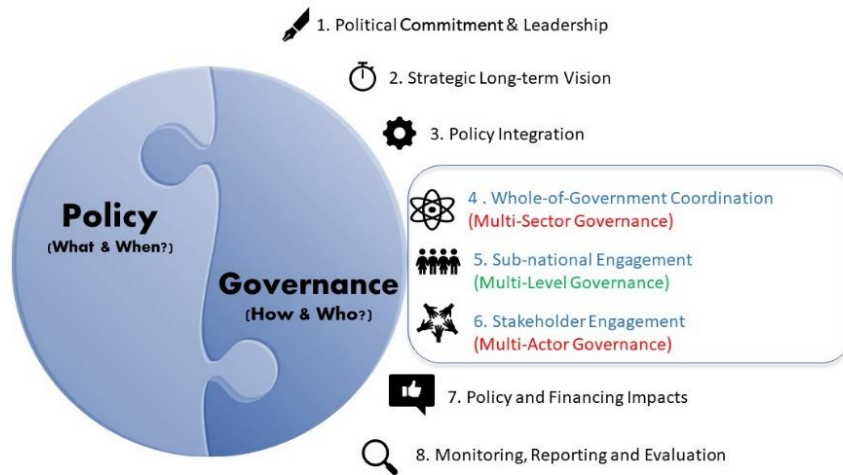 1. Political Commitment & Leadership
2. Strategic Long-term Vision
3. Policy Integration
Policy
(What & When?)
Governance
(How & Who?)
4 . Whole-of-Government Coordination
(Multi-Sector Governance)
5. Sub-national Engagement
(Multi-Level Governance)
6. Stakeholder Engagement
(Multi-Actor Governance)
7. Policy and Financing Impacts
8. Monitoring, Reporting and Evaluation